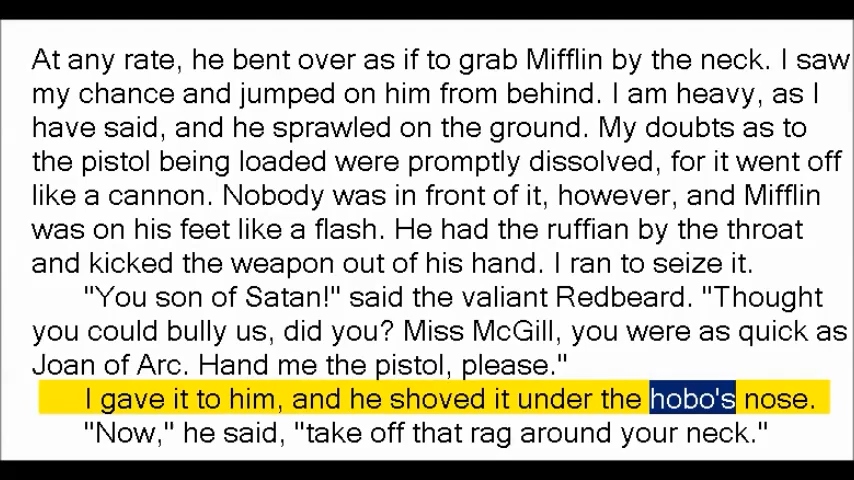 At any rate, he bent over as if to grab Mifflin by the neck. I saw
my chance and jumped on him from behind. I am heavy, as I
have said, and he sprawled on the ground. My doubts as to
the pistol being loaded were promptly dissolved, for it went off
like a cannon. Nobody was in front of it, however, and Mifflin
was on his feet like a flash. He had the ruffian by the throat
and kicked the weapon out of his hand. I ran to seize it.
"You son of Satan!" said the valiant Redbeard. "Thought
you could bully us, did you? Miss McGill, you were as quick as
Joan of Arc. Hand me the pistol, please."
I gave it to him, and he shoved it under the hobo's nose.
"Now," he said, "take off that rag around your neck."